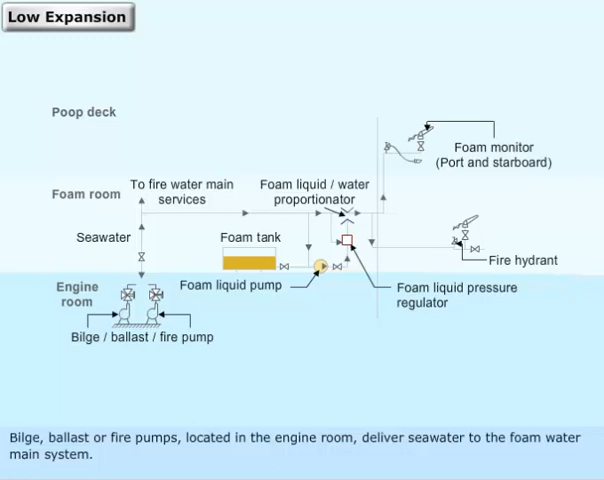 Low Expansion
Poop deck
Foam monitor
(Port and starboard)
Foam room
To fire water main
services
Foam liquid / water
proportionator
Seawater
Foam tank
Fire hydrant
Engine
room
Foam liquid pump
Foam liquid pressure
regulator
Bilge / ballast / fire pump
Bilge, ballast or fire pumps, located in the engine room, deliver seawater to the foam water
main system.